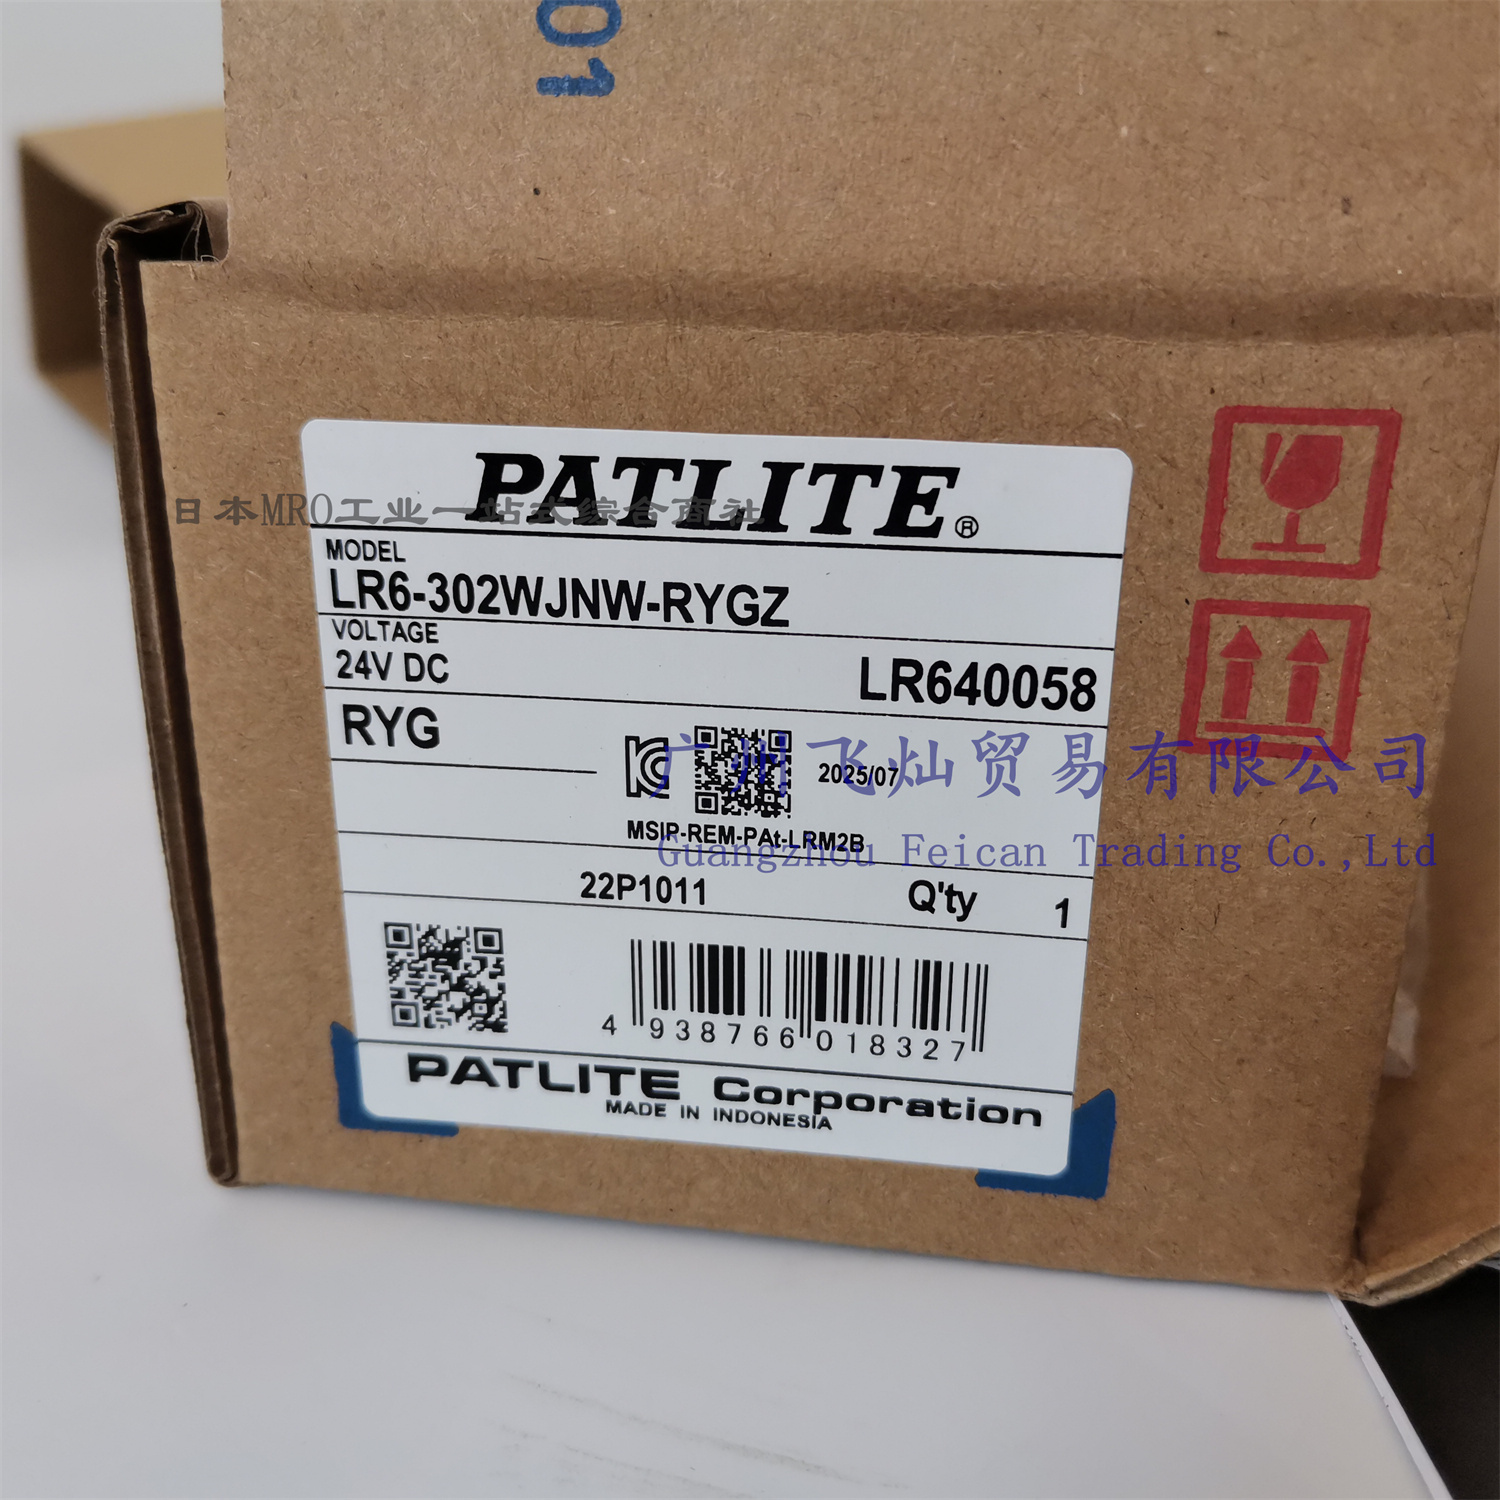 01
PATLITE®
日本MRO工业一站式综合商社
MODEL
LR6-302WJNW-RYGZ
VOLTAGE
24V DC
LR640058
RYG
广州飞灿贸易有限公司
2025/07
MSIP-REM-PAt-LRM2B
Guangzhou Feican Trading Co.,Ltd
22P1011 Q'ty 1
4 938766 018327
PATLITE Corporation
MADE IN INDONESIA